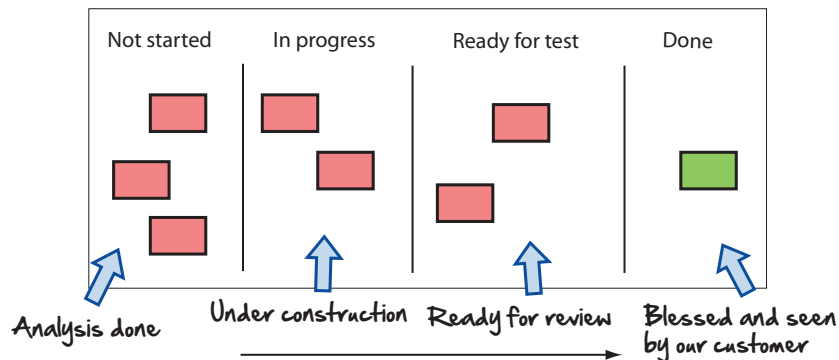 Not started
In progress
Ready for test
Done
Analysis done
Under construction
Ready for review
Blessed and seen
by our customer